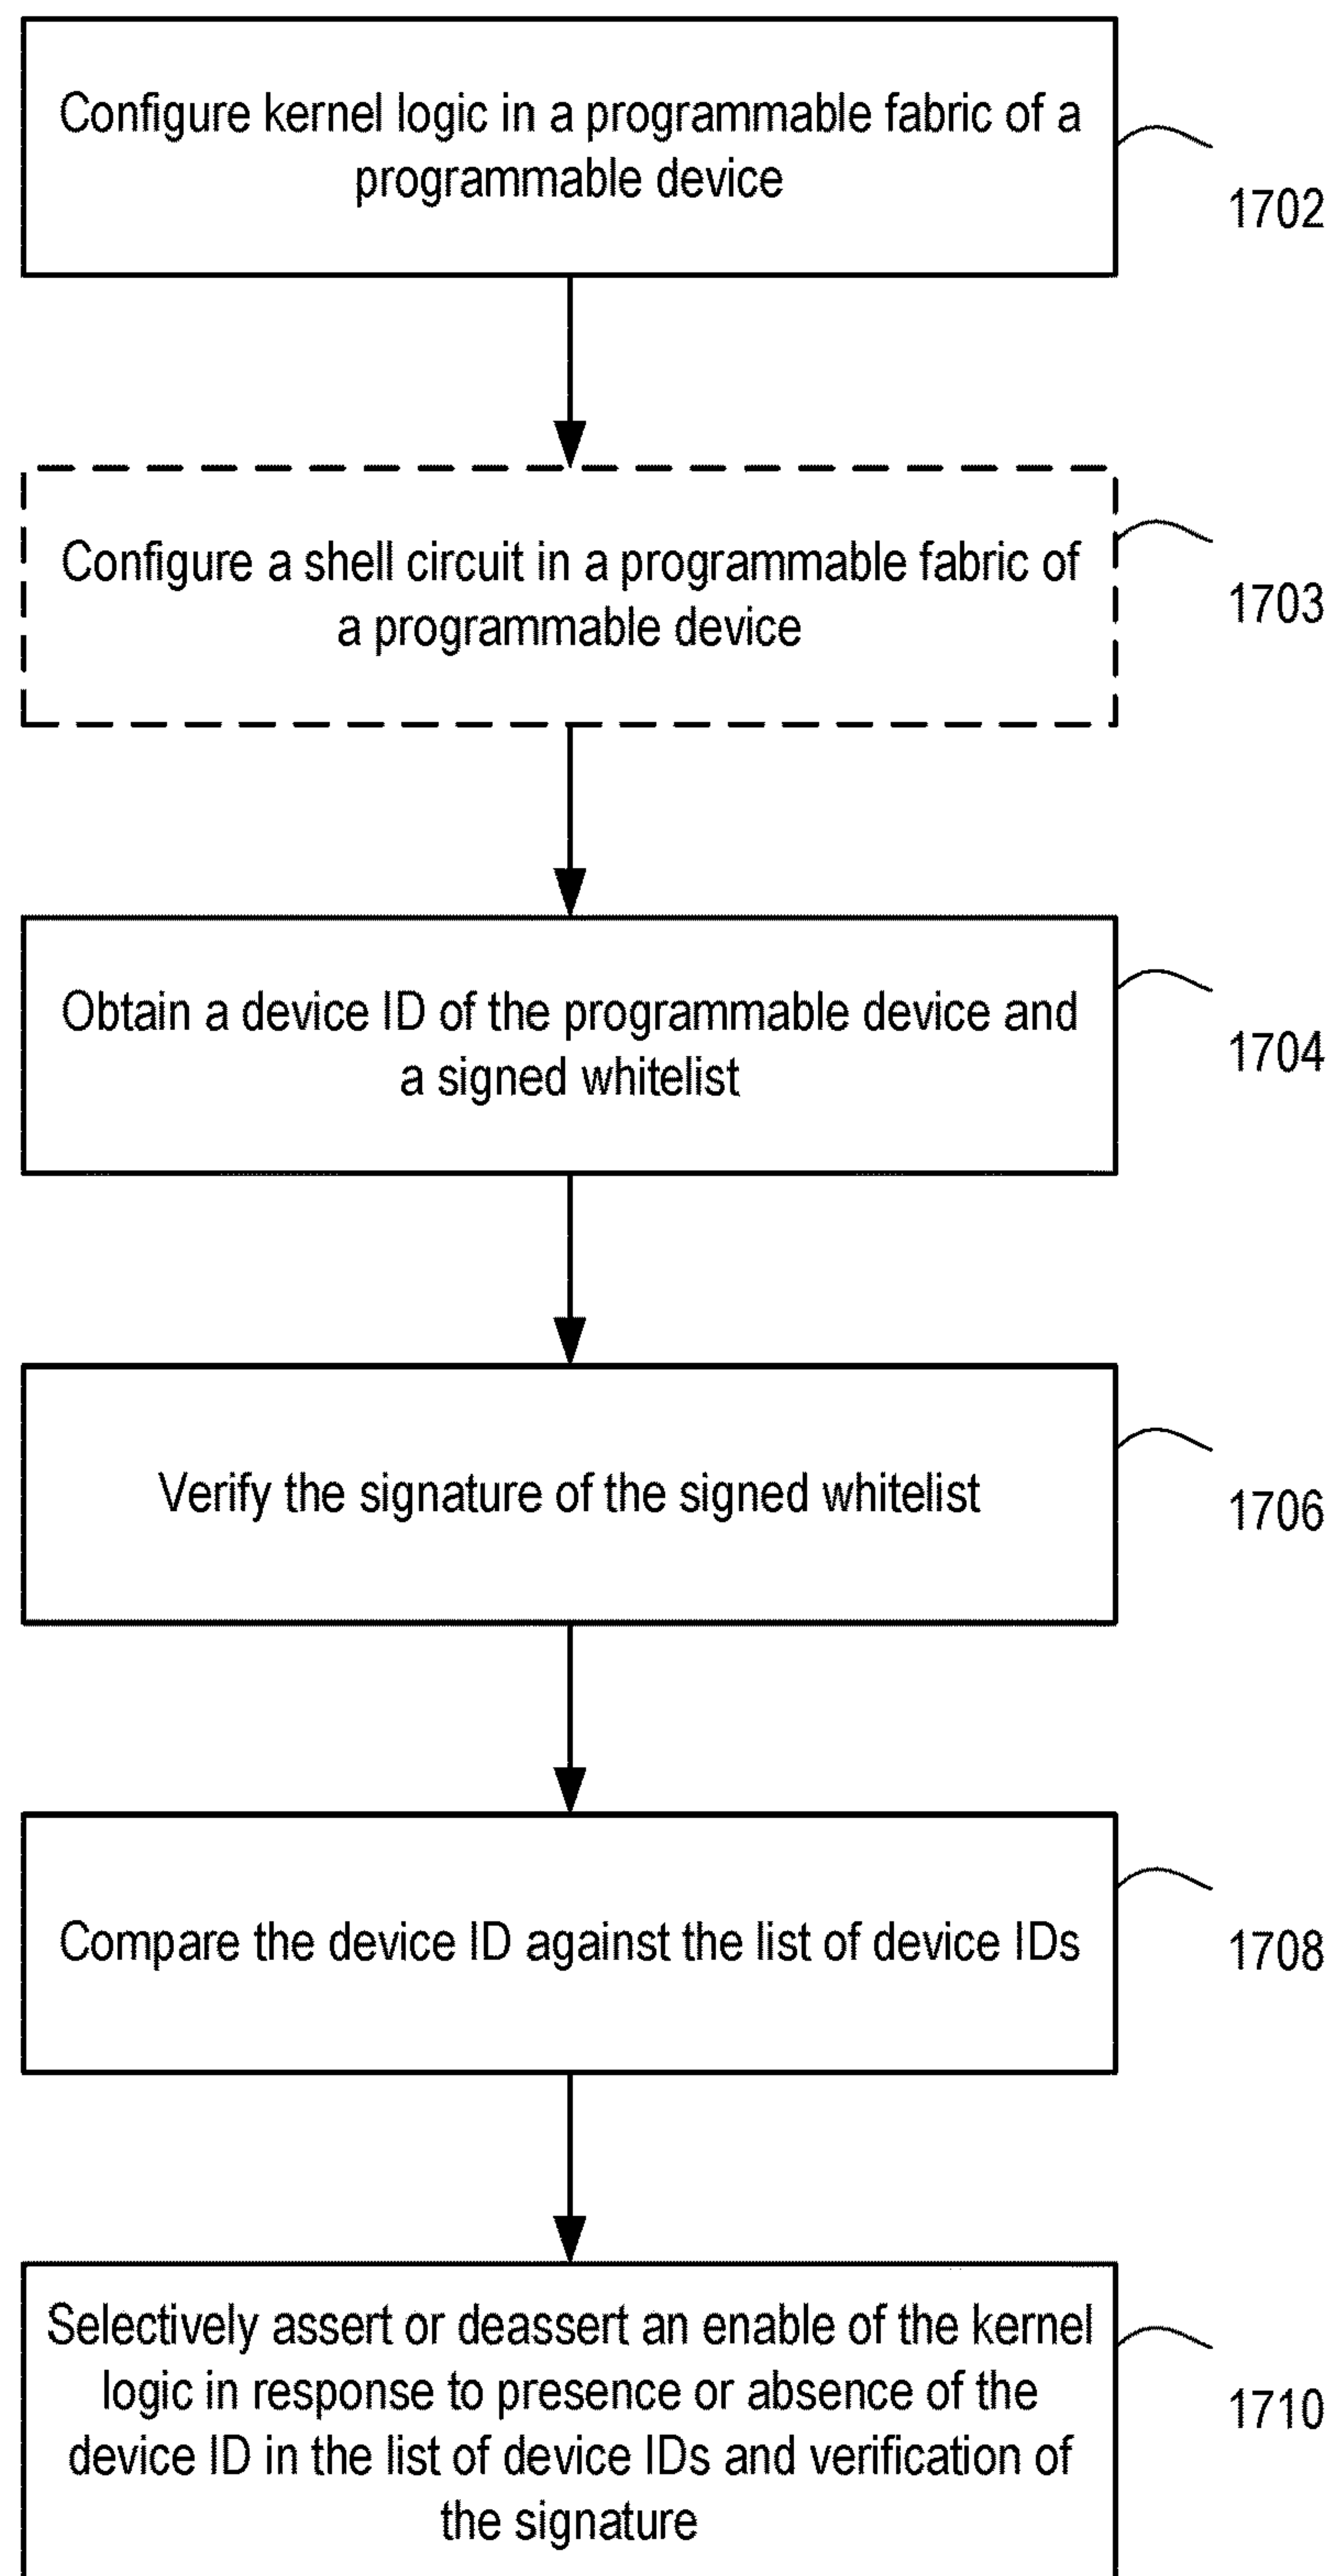 Configure kernel logic in a programmable fabric of a
programmable device
1702
Configure a shell circuit in a programmable fabric of
a programmable device
1703
Obtain a device ID of the programmable device and
a signed whitelist
1704
Verify the signature of the signed whitelist
1706
Compare the device ID against the list of device IDs
1708
Selectively assert or deassert an enable of the kernel
logic in response to presence or absence of the
device ID in the list of device IDs and verification of
the signature
1710